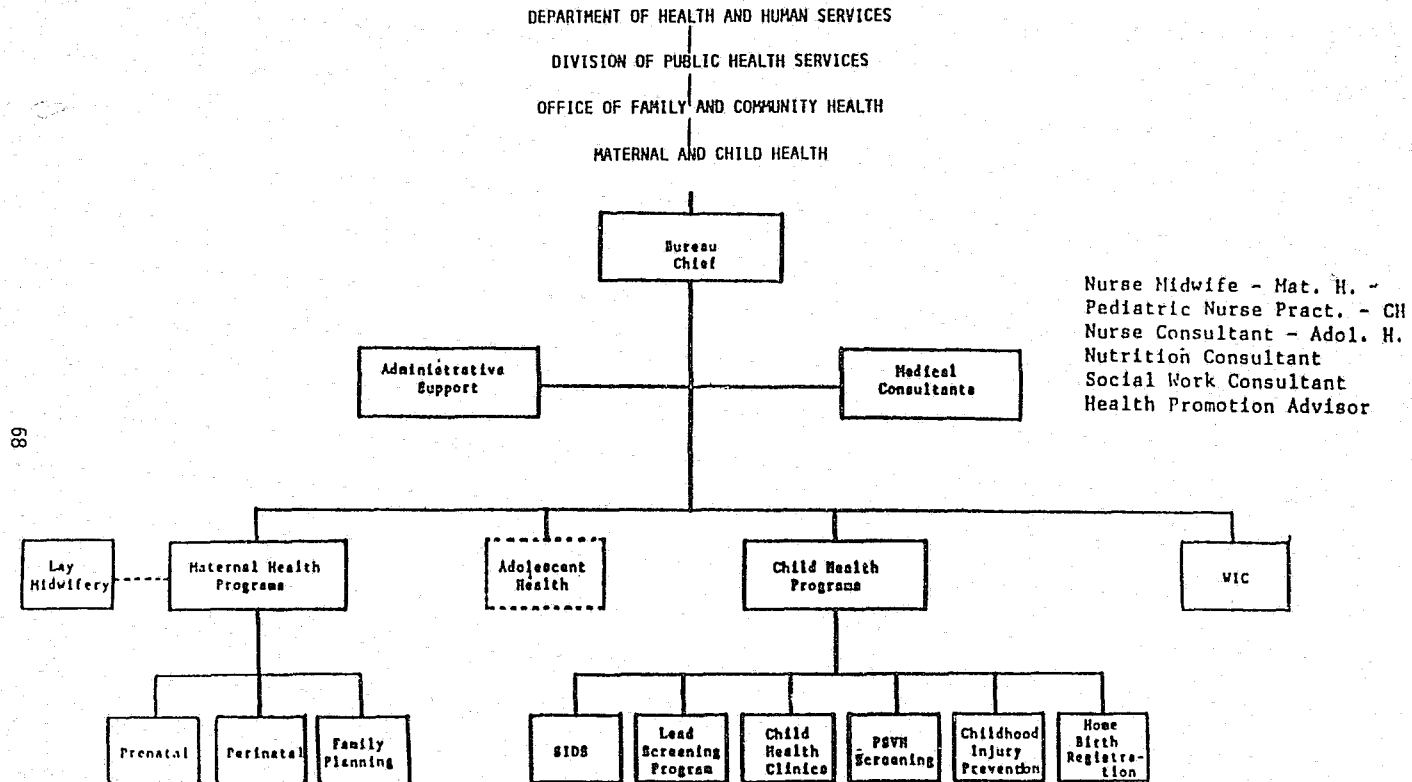 DEPARTMENT OF HEALTH AND HUMAN SERVICES
DIVISION OF PUBLIC HEALTH SERVICES
OFFICE OF FAMILY AND COMMUNITY HEALTH
MATERNAL AND CHILD HEALTH
Bureau
Chief
Nurse Midwife - Mat. H. -
Pediatric Nurse Pract. - CH
Nurse Consultant - Adol. H.
Nutrition Consultant
Social Work Consultant
Health Promotion Advisor
Administrative
Support
Medical
Consultants
68
Lay
Midwifery
Maternal Health
Programs
Adolescent
Health
Child Health
Programs
WIC
Prenatal
Perinatal
Family
Planning
SIDS
Lead
Screening
Program
Child
Health
Clinics
PSVH
Screening
Childhood
Injury
Prevention
Home
Birth
Registra-
tion